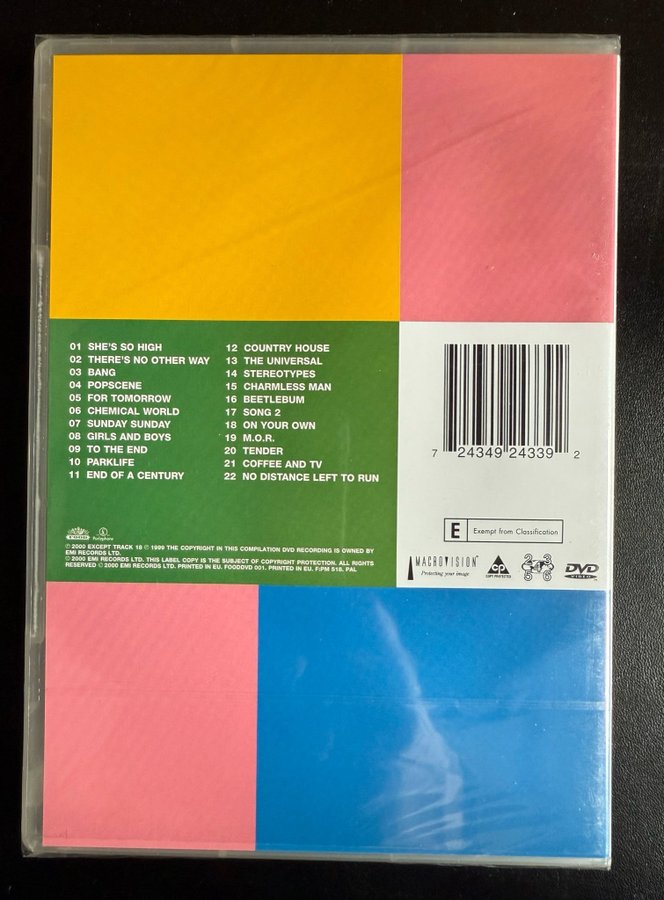 01 SHE'S SO HIGH
02 THERE'S NO OTHER WAY
03 BANG
04 POPSCENE
05 FOR TOMORROW
06 CHEMICAL WORLD
07 SUNDAY SUNDAY
08 GIRLS AND BOYS
09 TO THE END
10 PARKLIFE
11 END OF A CENTURY
12 COUNTRY HOUSE
13 THE UNIVERSAL
14 STEREOTYPES
15 CHARMLESS MAN
16 BEETLEBUM
17 SONG 2
18 ON YOUR OWN
19 M.O.R.
20 TENDER
21 COFFEE AND TV
22 NO DISTANCE LEFT TO RUN
7 24349 24339 2
E Exempt from Classification
FOOD Parlophone
℗ 2000 EXCEPT TRACK 18 ℗ 1999 THE COPYRIGHT IN THIS COMPILATION DVD RECORDING IS OWNED BY
EMI RECORDS LTD.
© 2000 EMI RECORDS LTD. THIS LABEL COPY IS THE SUBJECT OF COPYRIGHT PROTECTION. ALL RIGHTS
RESERVED © 2000 EMI RECORDS LTD. PRINTED IN EU. FOODDVD 001. PRINTED IN EU. F:PM 518. PAL
MACROVISION
Protecting your image
CP
COPY PROTECTED
DVD
VIDEO